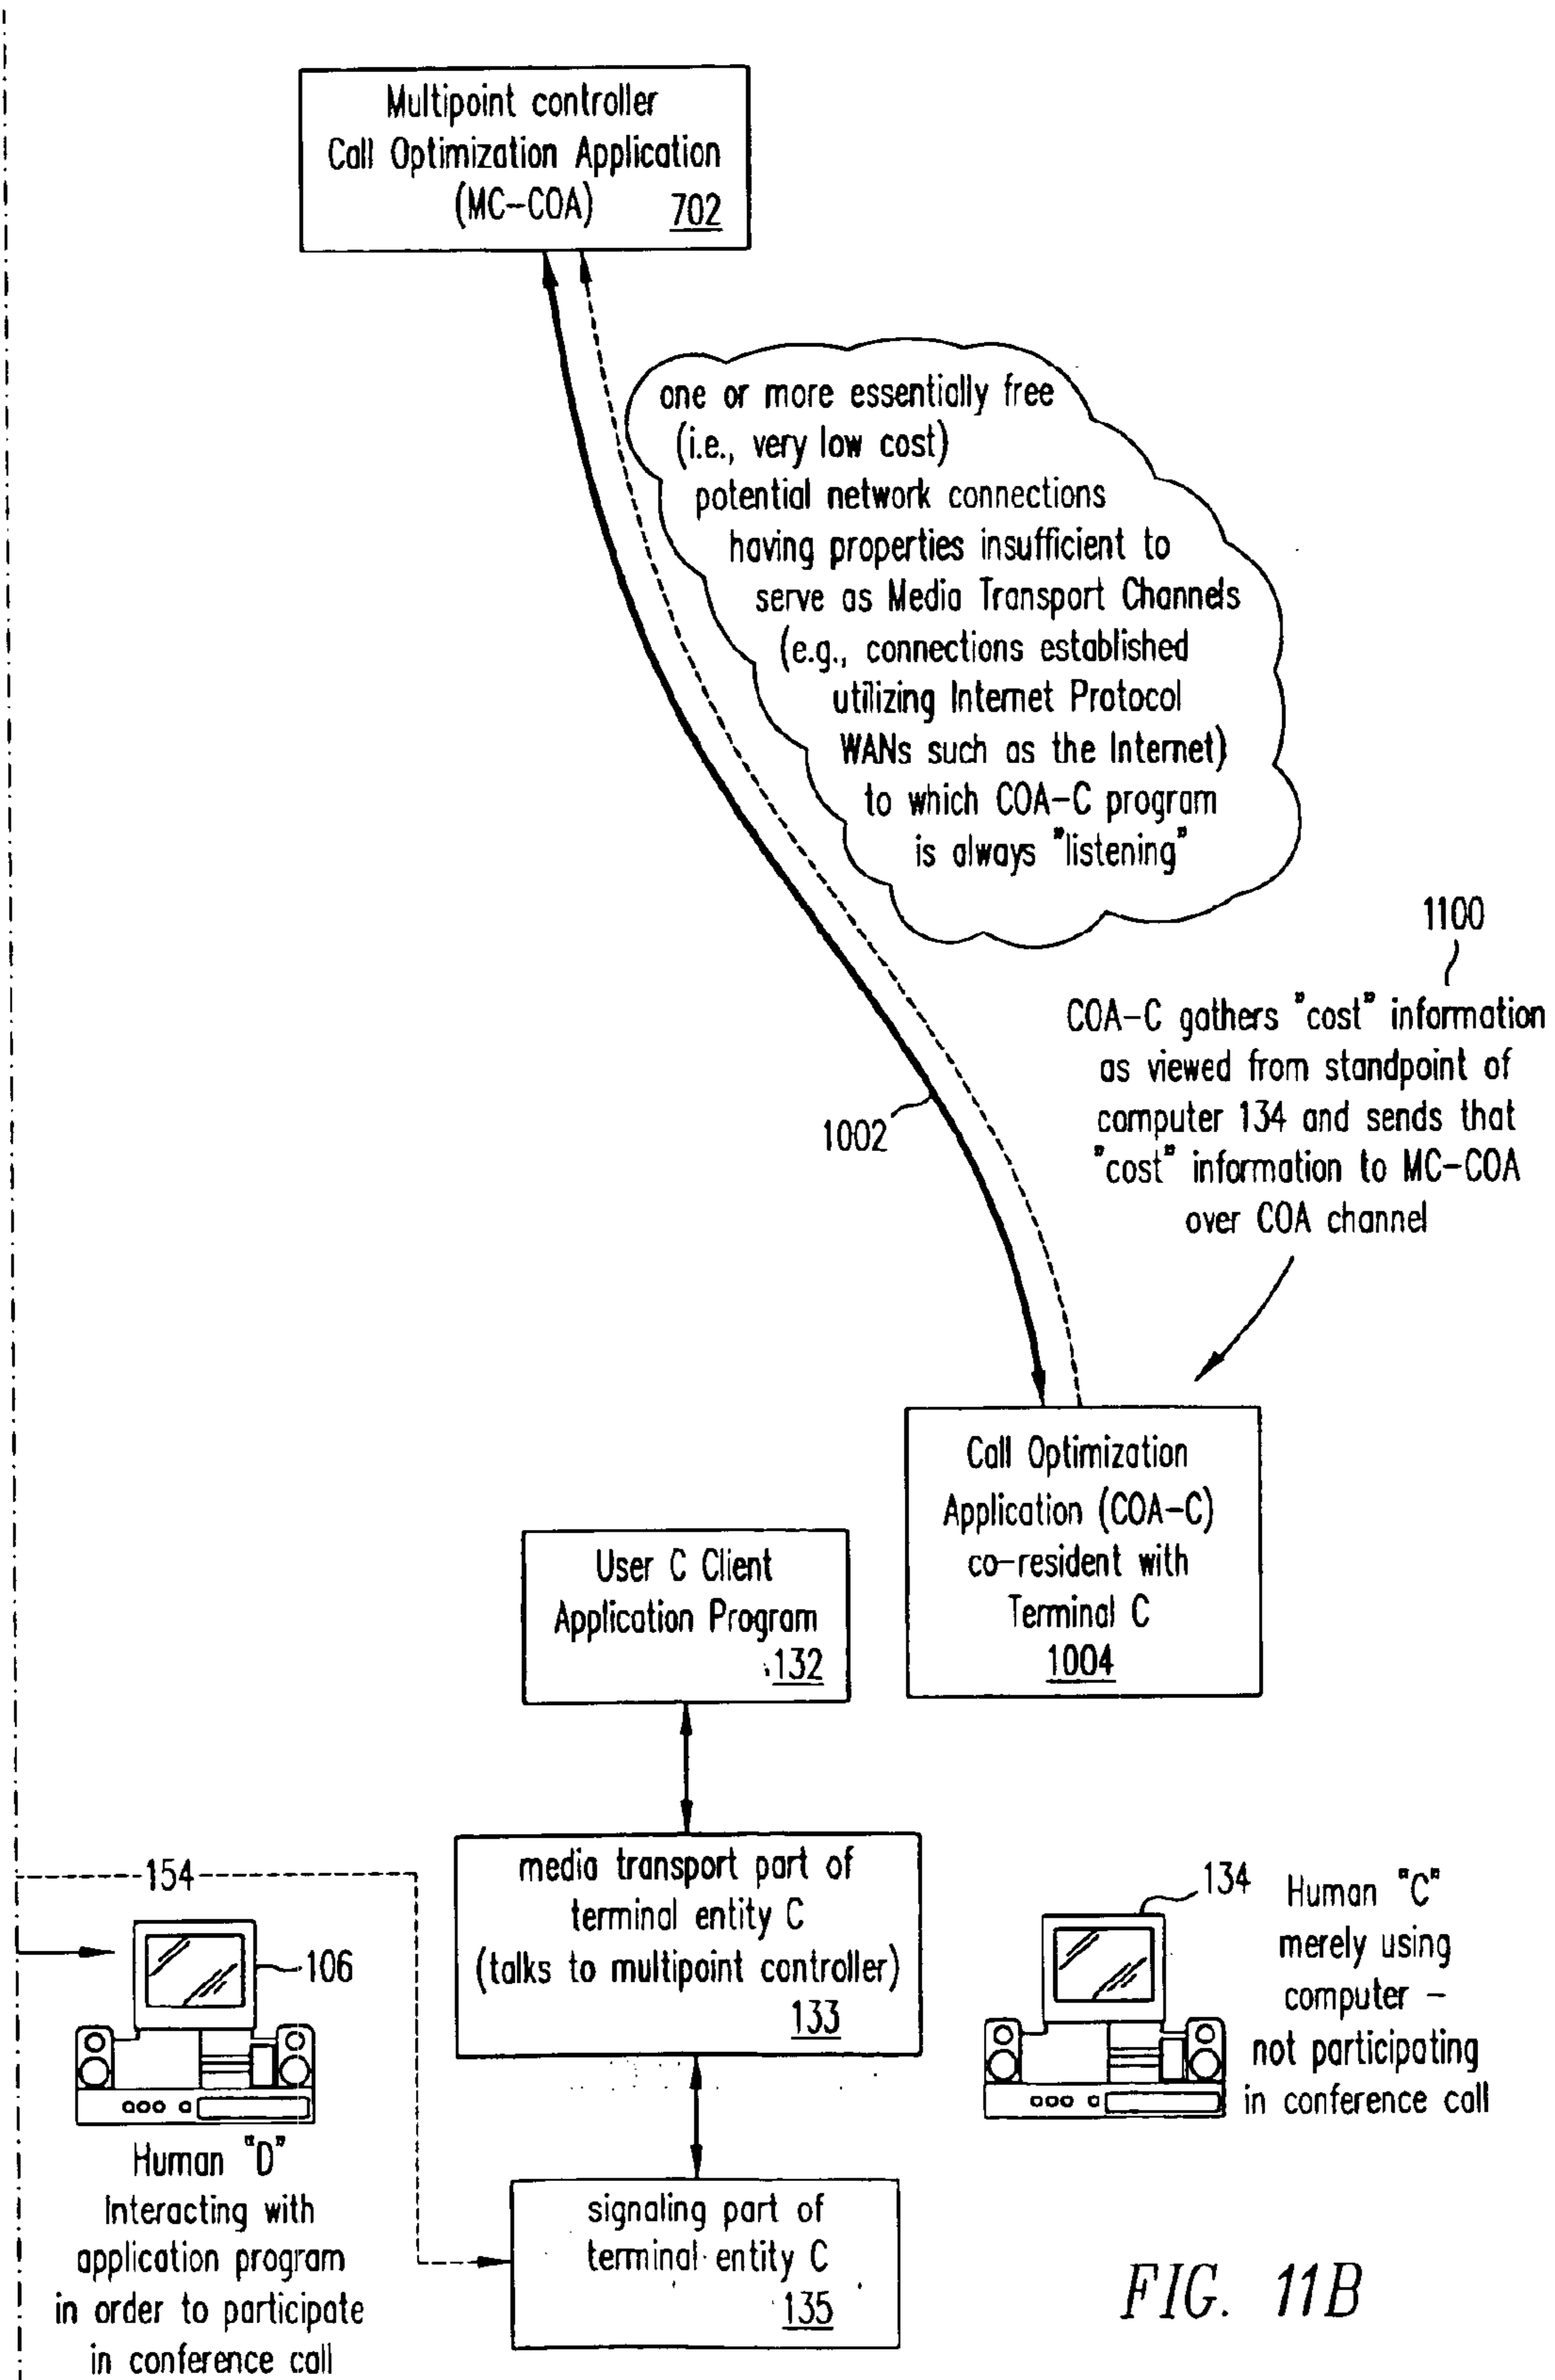 Multipoint controller
Call Optimization Application
(MC-COA) 702
one or more essentially free
(i.e., very low cost)
potential network connections
having properties insufficient to
serve as Media Transport Channels
(e.g., connections established
utilizing Internet Protocol
WANs such as the Internet)
to which COA-C program
is always "listening"
1100
COA-C gathers "cost" information
as viewed from standpoint of
computer 134 and sends that
"cost" information to MC-COA
over COA channel
1002
Call Optimization
Application (COA-C)
co-resident with
Terminal C
1004
User C Client
Application Program
132
media transport part of
terminal entity C
(talks to multipoint controller)
133
154
106
Human "D"
Interacting with
application program
in order to participate
in conference call
134
Human "C"
merely using
computer -
not participating
in conference call
signaling part of
terminal entity C
135
FIG. 11B